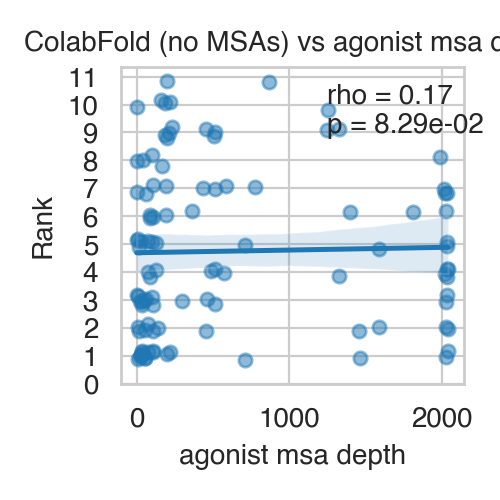 ColabFold (no MSAs) vs agonist msa d
rho = 0.17
p = 8.29e-02
11
10
9
8
7
6
5
4
3
2
1
0
Rank
0 1000 2000
agonist msa depth